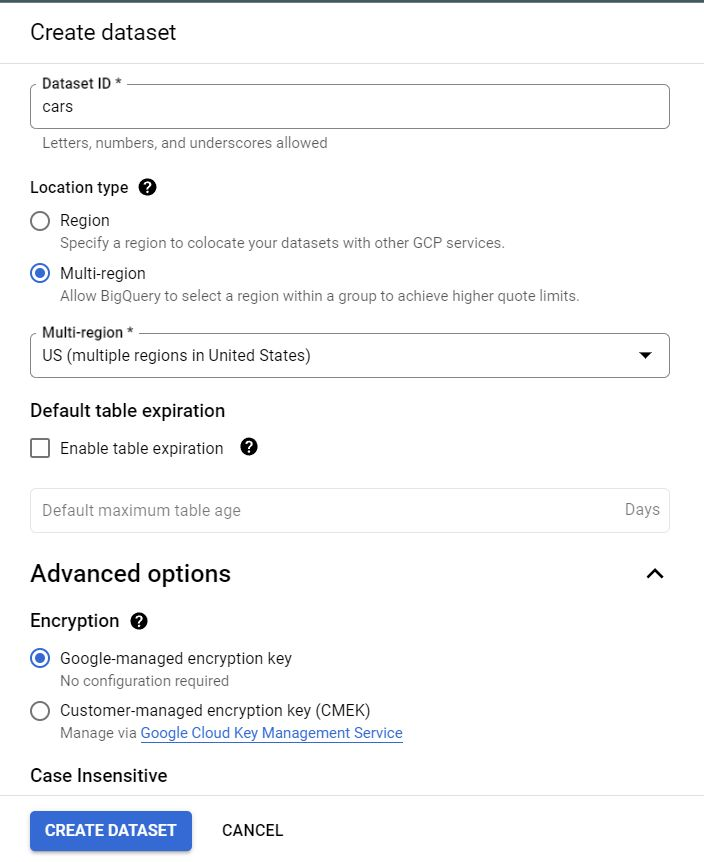 Create dataset
Dataset ID *
cars
Letters, numbers, and underscores allowed
Location type ?
Region
Specify a region to colocate your datasets with other GCP services.
Multi-region
Allow BigQuery to select a region within a group to achieve higher quote limits.
Multi-region *
US (multiple regions in United States)
Default table expiration
Enable table expiration ?
Default maximum table age Days
Advanced options
Encryption ?
Google-managed encryption key
No configuration required
Customer-managed encryption key (CMEK)
Manage via Google Cloud Key Management Service
Case Insensitive
CREATE DATASET CANCEL